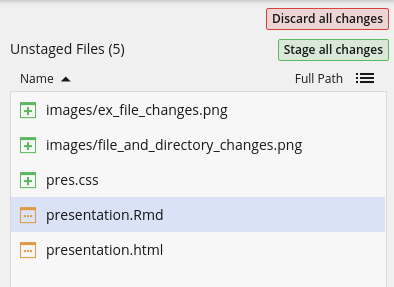 Discard all changes
Unstaged Files (5)
Stage all changes
Name
Full Path
images/ex_file_changes.png
images/file_and_directory_changes.png
pres.css
presentation.Rmd
presentation.html